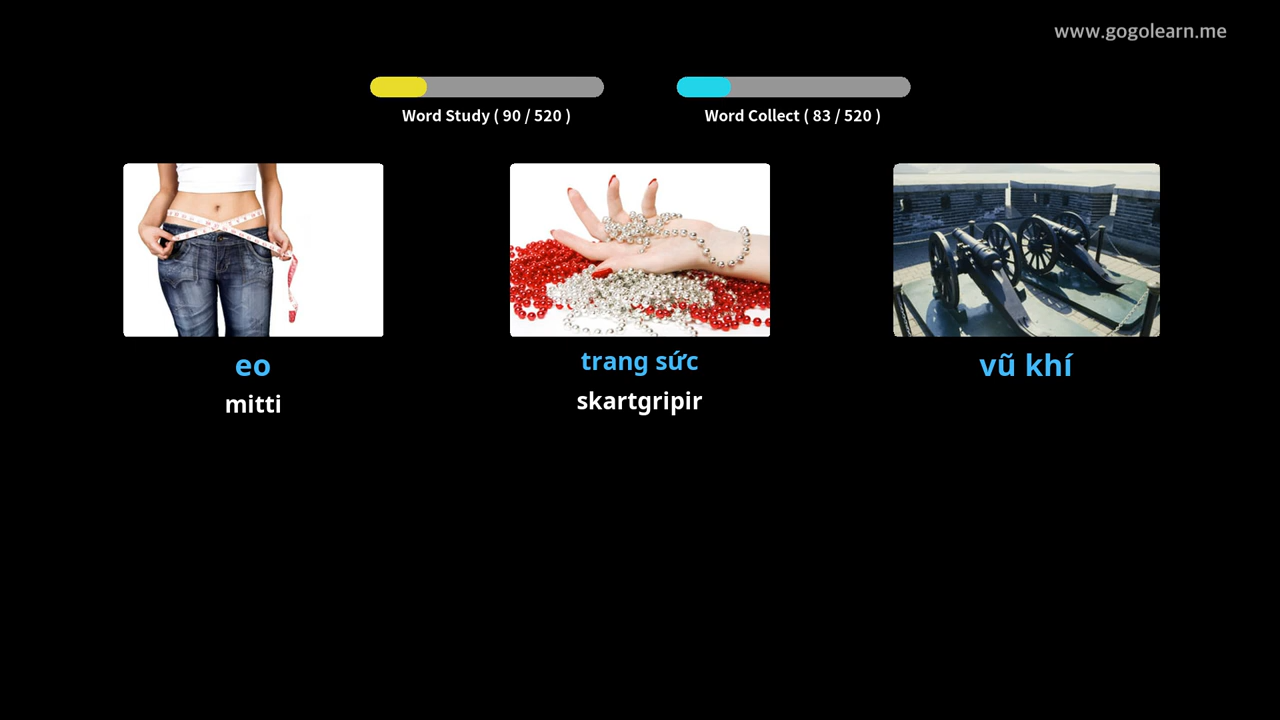 www.gogolearn.me
Word Study ( 90 / 520 )
Word Collect ( 83 / 520 )
eo
mitti
trang sức
skartgripir
vũ khí